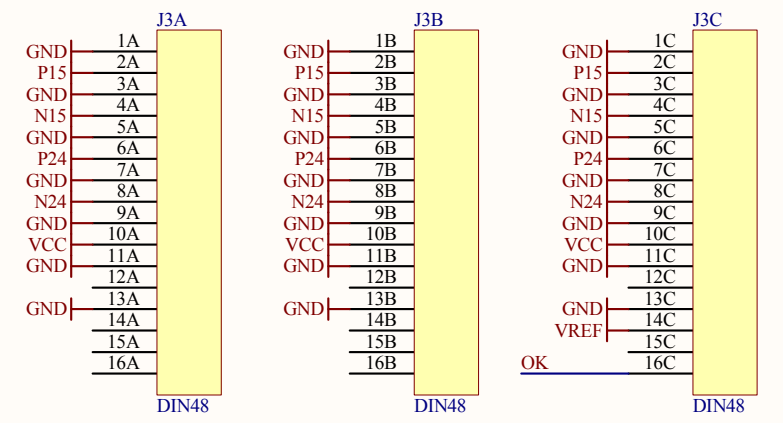 J3A
1A
GND
2A
P15
3A
GND
4A
N15
5A
GND
6A
P24
7A
GND
8A
N24
9A
GND
10A
VCC
11A
GND
12A
13A
GND
14A
15A
16A
DIN48
J3B
1B
GND
2B
P15
3B
GND
4B
N15
5B
GND
6B
P24
7B
GND
8B
N24
9B
GND
10B
VCC
11B
GND
12B
13B
GND
14B
15B
16B
DIN48
J3C
1C
GND
2C
P15
3C
GND
4C
N15
5C
GND
6C
P24
7C
GND
8C
N24
9C
GND
10C
VCC
11C
GND
12C
13C
GND
14C
VREF
15C
16C
OK
DIN48